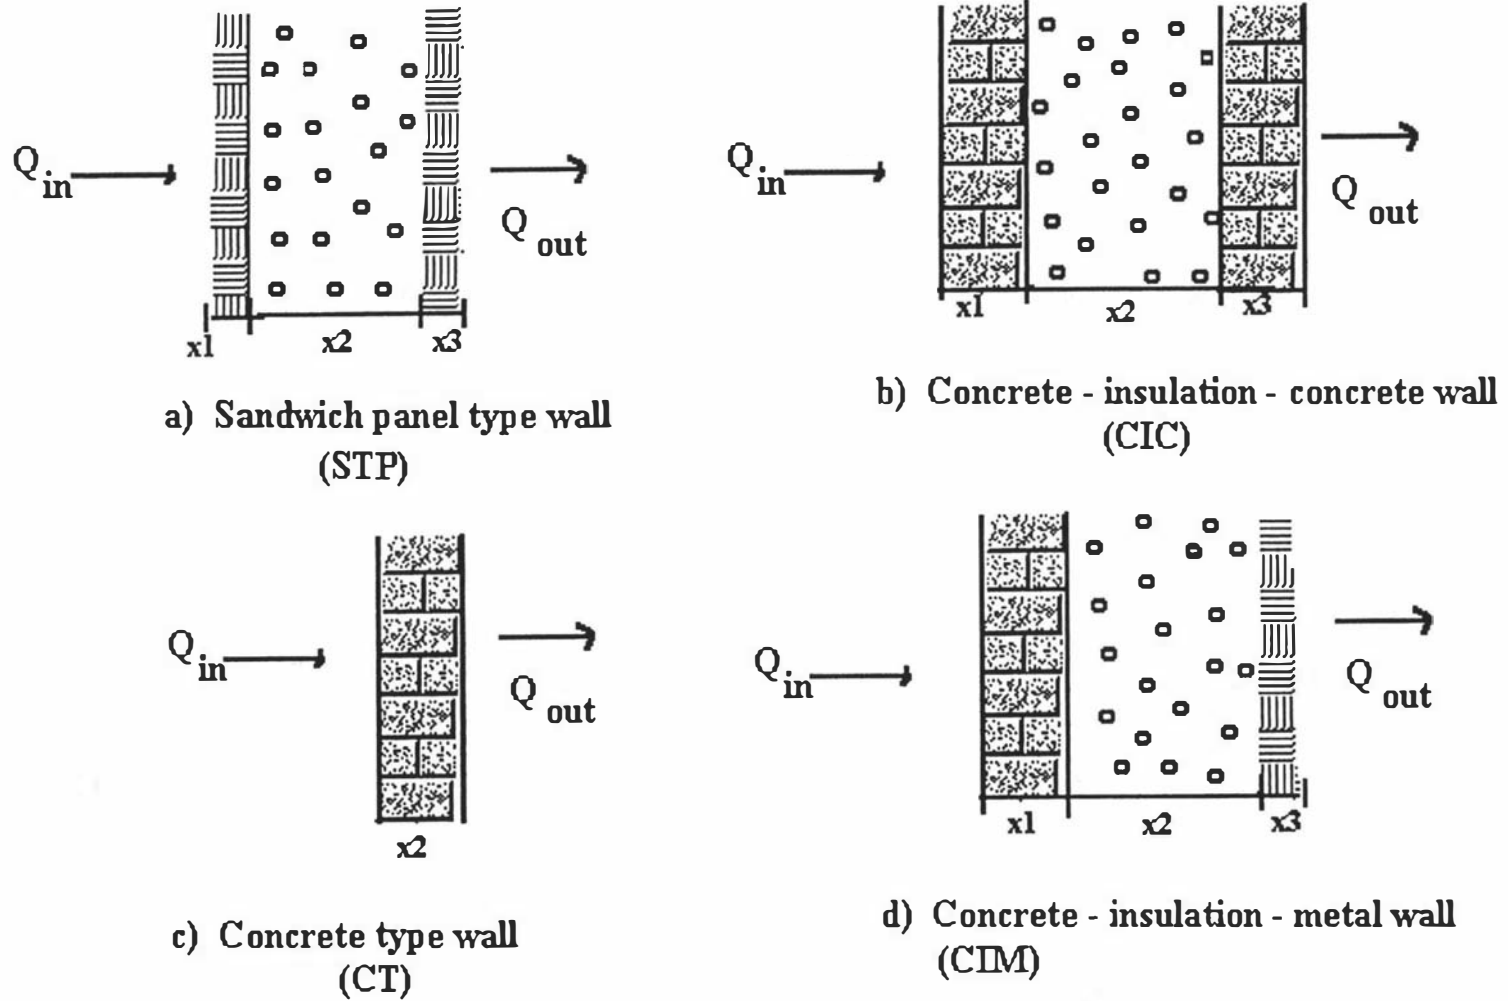 Q in
Q out
x1 x2 x3
a) Sandwich panel type wall
(STP)
Q in
Q out
x1 x2 x3
b) Concrete - insulation - concrete wall
(CIC)
Q in
Q out
x2
c) Concrete type wall
(CT)
Q in
Q out
x1 x2 x3
d) Concrete - insulation - metal wall
(CIM)